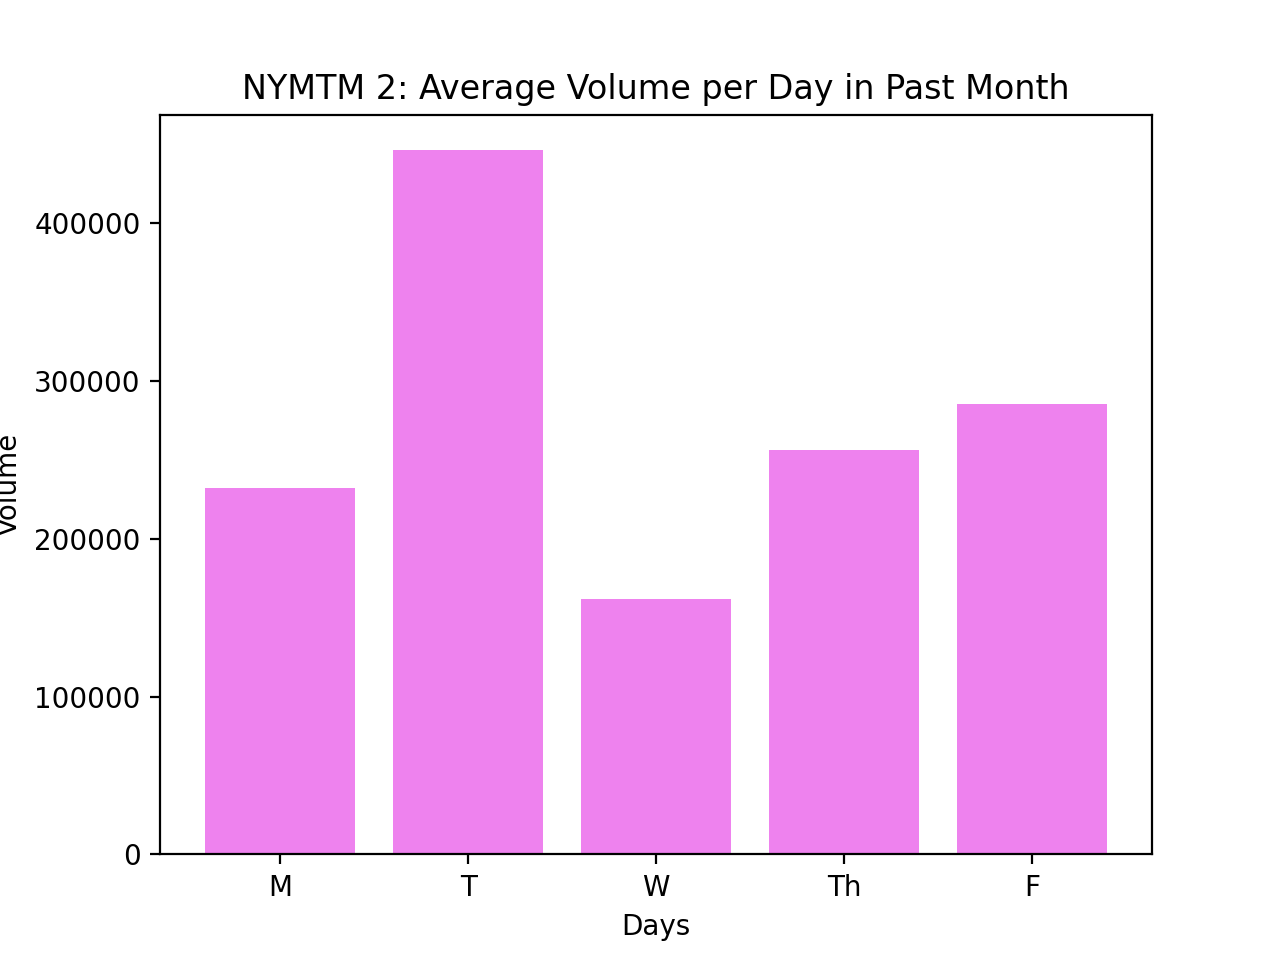 NYMTM 2: Average Volume per Day in Past Month
Volume
400000
300000
200000
100000
0
M T W Th F
Days